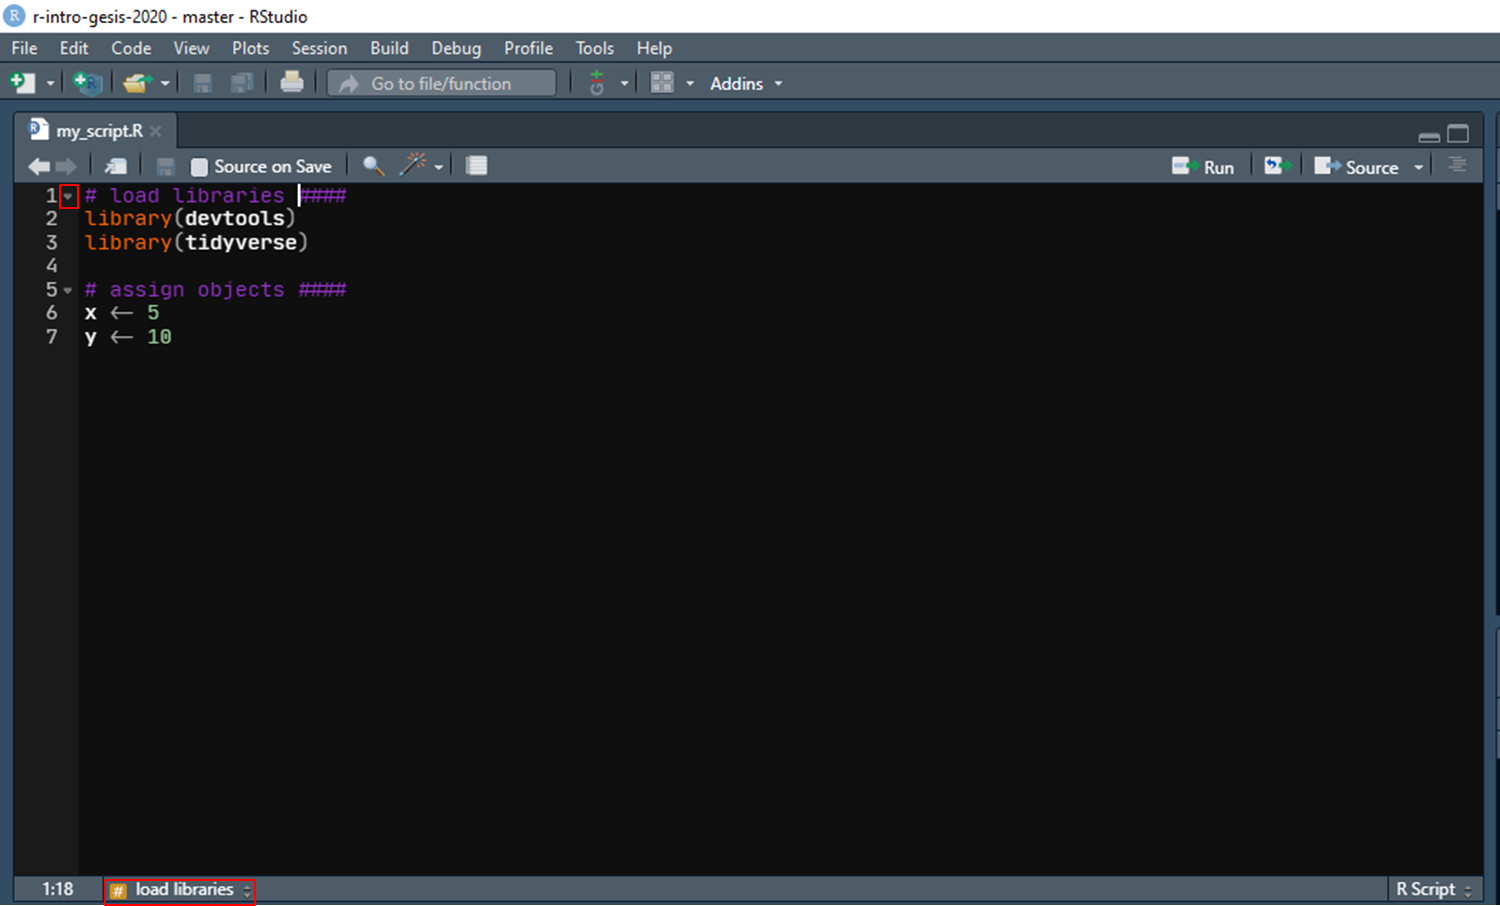 r-intro-gesis-2020 - master - RStudio
File Edit Code View Plots Session Build Debug Profile Tools Help
Go to file/function Addins
my_script.R
Source on Save Run Source
1 # load libraries ####
2 library(devtools)
3 library(tidyverse)
4
5 # assign objects ####
6 x <- 5
7 y <- 10
1:18 # load libraries R Script